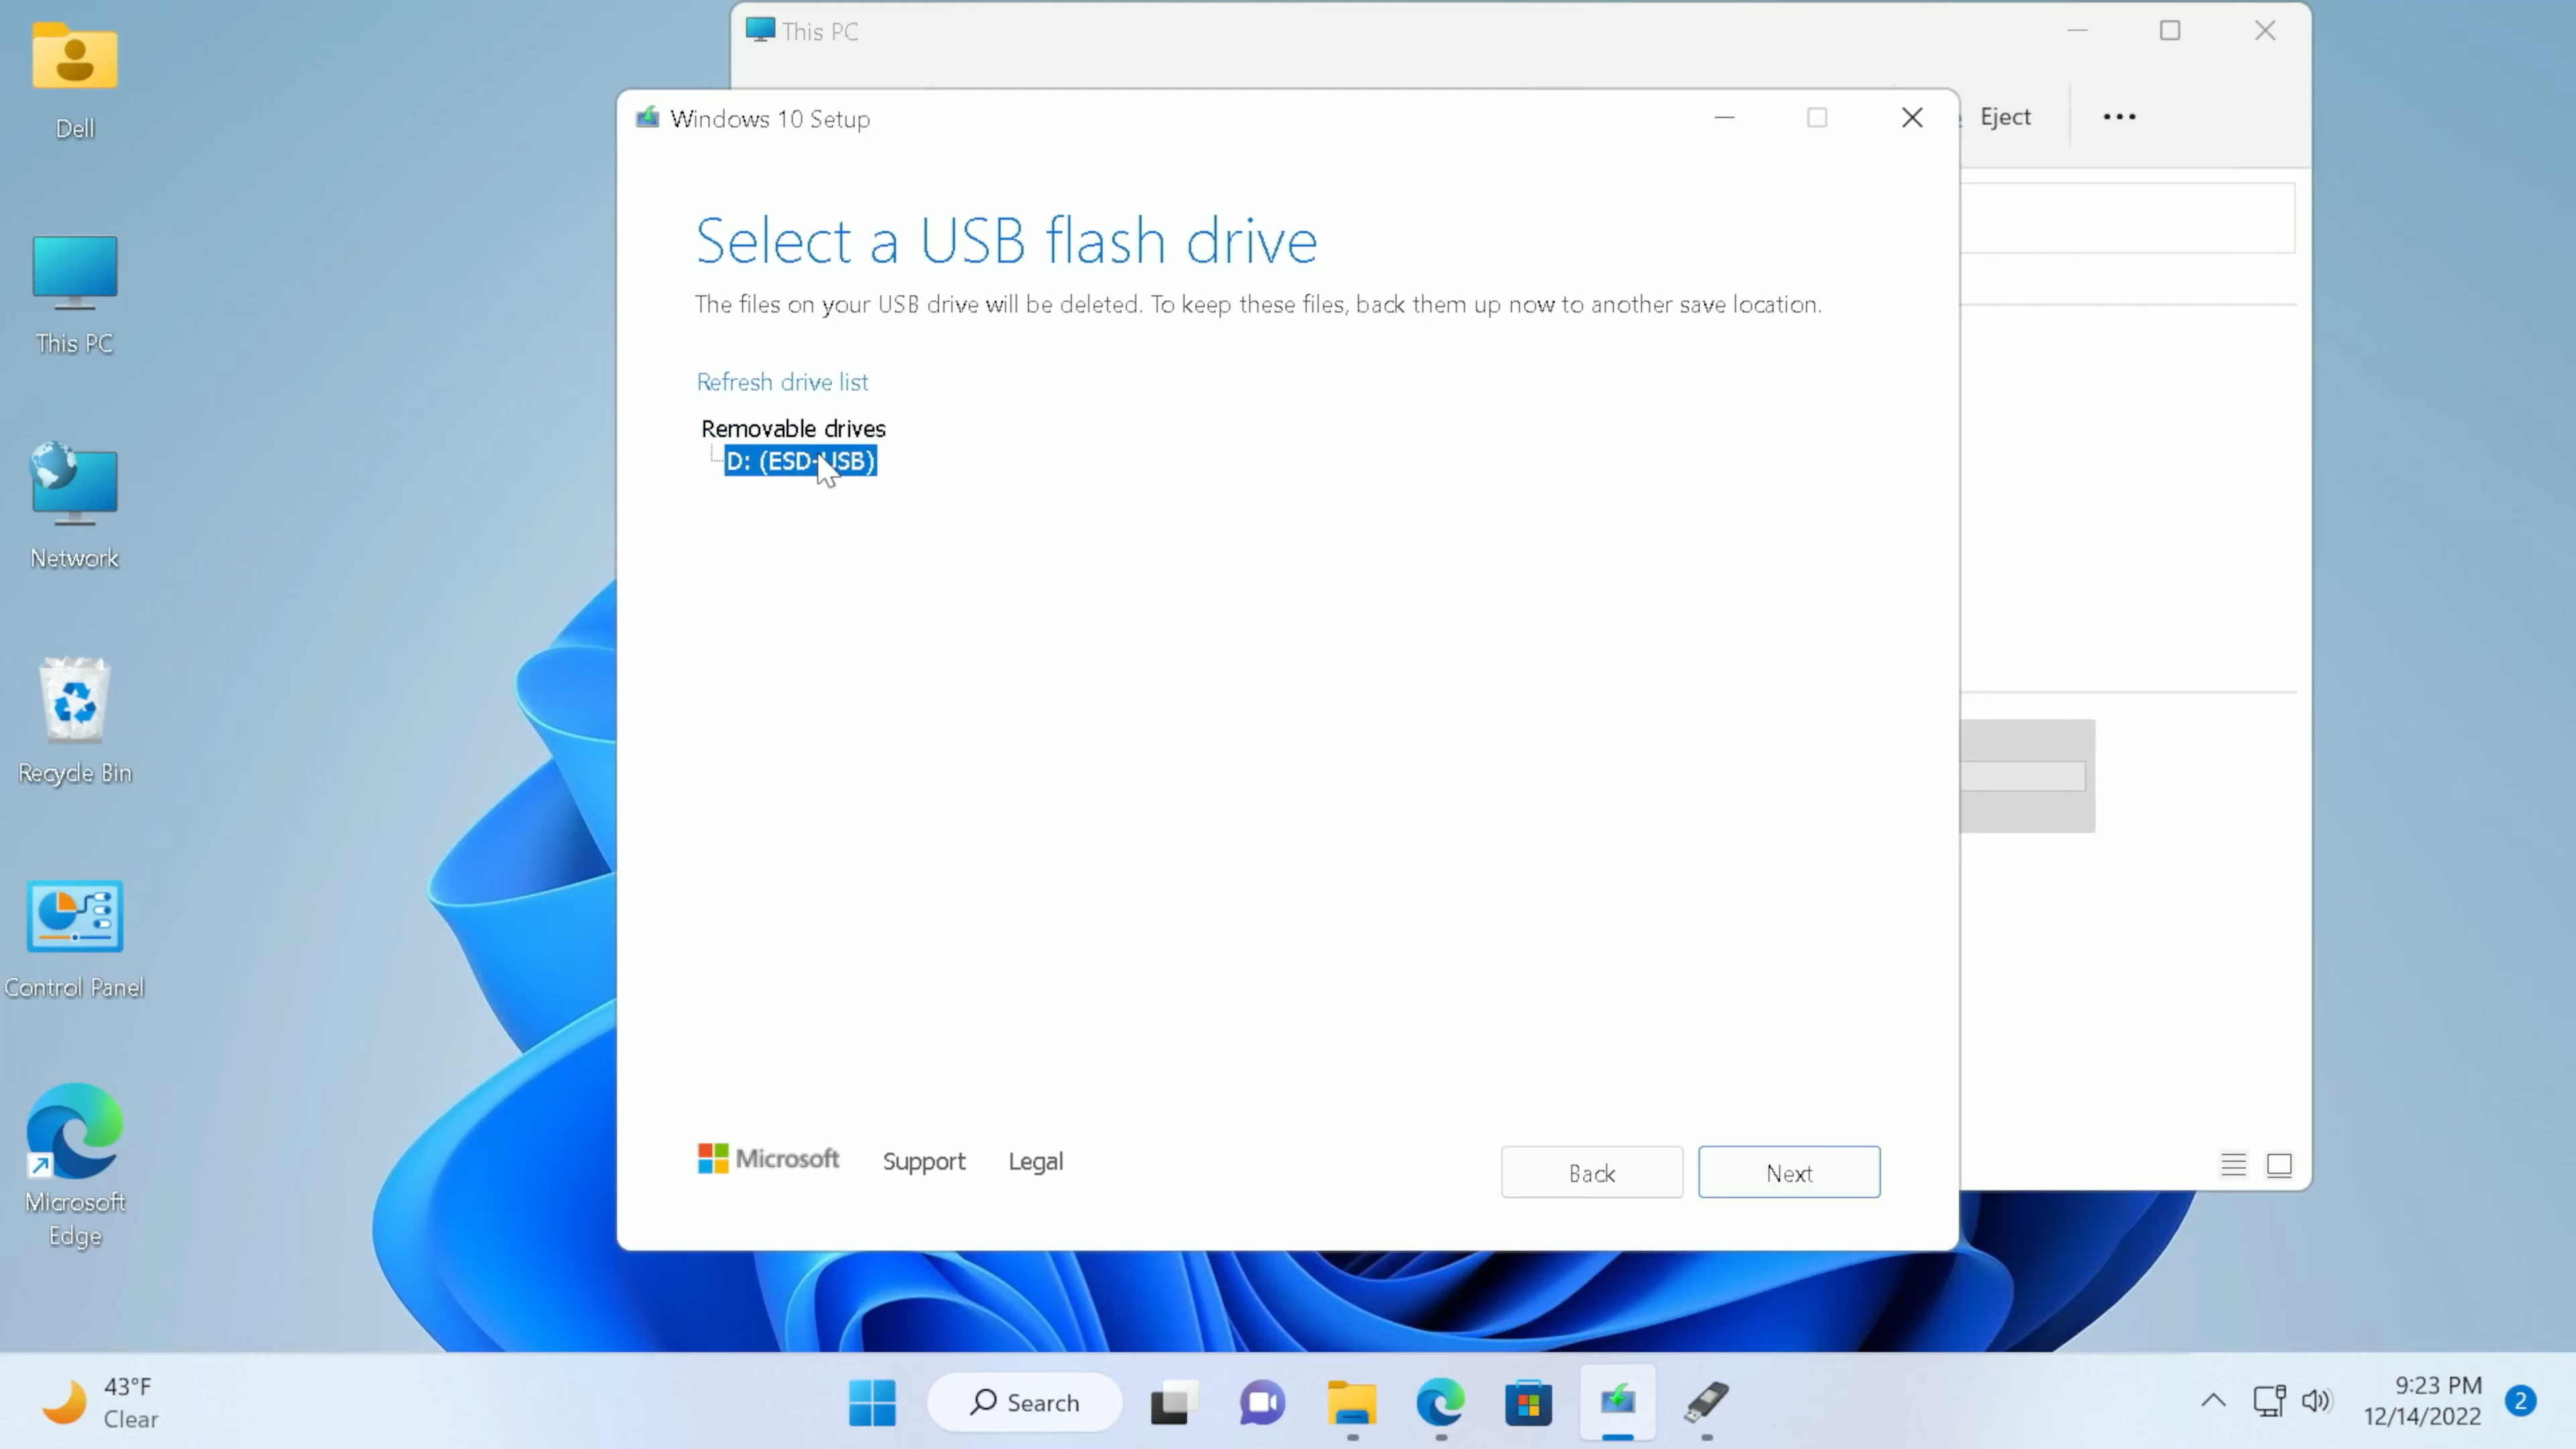 This PC
Eject
Windows 10 Setup
Select a USB flash drive
The files on your USB drive will be deleted. To keep these files, back them up now to another save location.
Refresh drive list
Removable drives
D: (ESD-USB)
Microsoft
Support
Legal
Back
Next
Dell
This PC
Network
Recycle Bin
Control Panel
Microsoft
Edge
43°F
Clear
Search
9:23 PM
12/14/2022
2